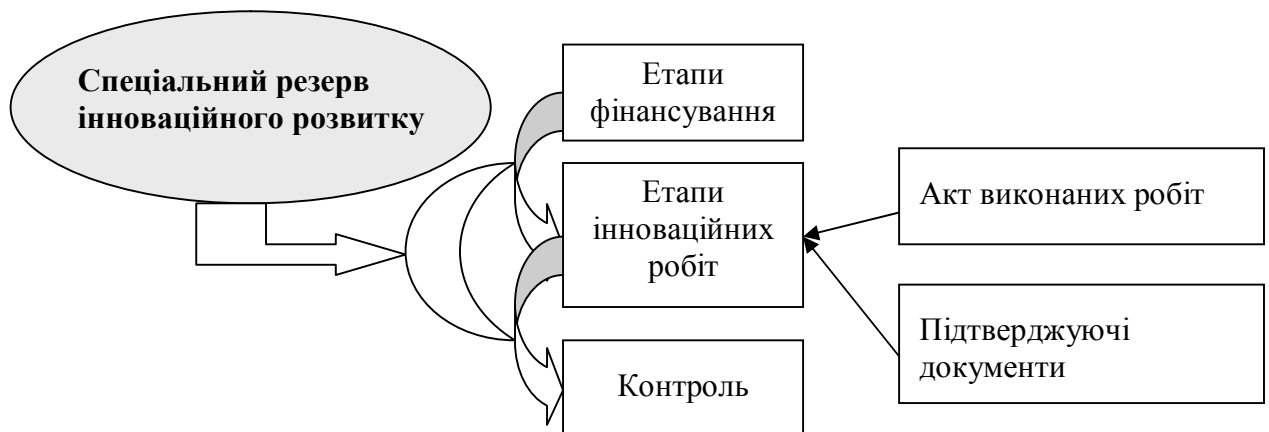 Спеціальний резерв
інноваційного розвитку
Етапи
фінансування
Етапи
інноваційних
робіт
Контроль
Акт виконаних робіт
Підтверджуючі
документи